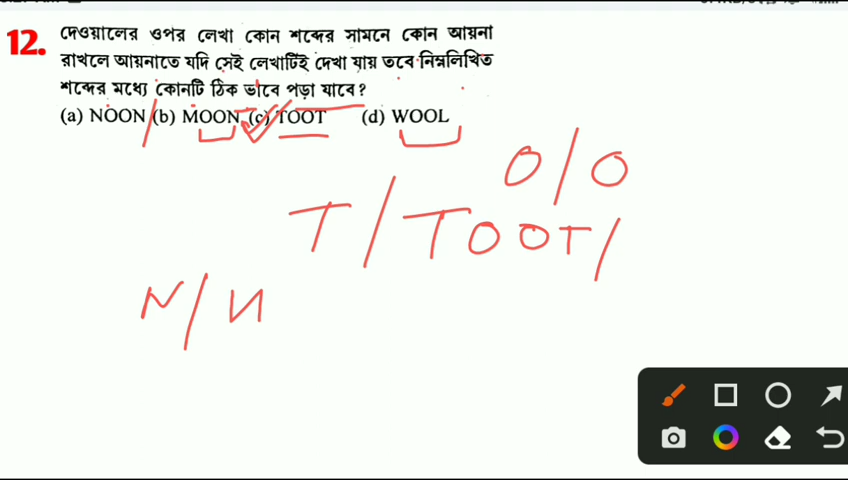 12. দেওয়ালের ওপর লেখা কোন শব্দের সামনে কোন আয়না
রাখলে আয়নাতে যদি সেই লেখাটিই দেখা যায় তবে নিম্নলিখিত
শব্দের মধ্যে কোনটি ঠিক ভাবে পড়া যাবে?
(a) NOON (b) MOON (c) TOOT (d) WOOL
O/O
T/TOOT/
N/И